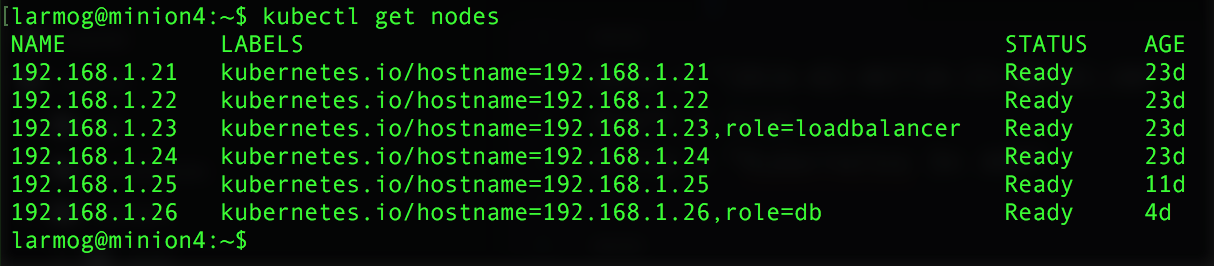 [larmog@minion4:~$ kubectl get nodes
NAME LABELS STATUS AGE
192.168.1.21 kubernetes.io/hostname=192.168.1.21 Ready 23d
192.168.1.22 kubernetes.io/hostname=192.168.1.22 Ready 23d
192.168.1.23 kubernetes.io/hostname=192.168.1.23,role=loadbalancer Ready 23d
192.168.1.24 kubernetes.io/hostname=192.168.1.24 Ready 23d
192.168.1.25 kubernetes.io/hostname=192.168.1.25 Ready 11d
192.168.1.26 kubernetes.io/hostname=192.168.1.26,role=db Ready 4d
larmog@minion4:~$